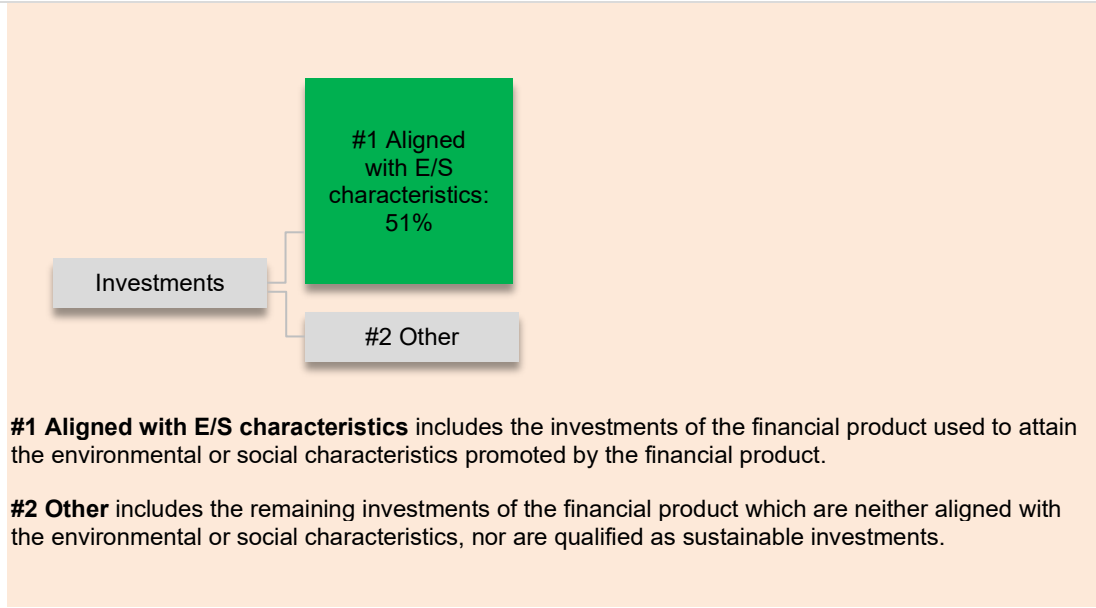 #1 Aligned
with E/S
characteristics:
51%
Investments
#2 Other
#1 Aligned with E/S characteristics includes the investments of the financial product used to attain
the environmental or social characteristics promoted by the financial product.
#2 Other includes the remaining investments of the financial product which are neither aligned with
the environmental or social characteristics, nor are qualified as sustainable investments.